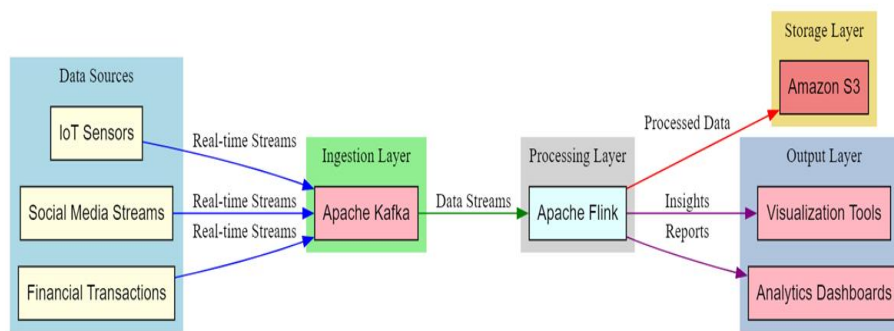 Data Sources
IoT Sensors
Social Media Streams
Financial Transactions
Real-time Streams
Real-time Streams
Real-time Streams
Ingestion Layer
Apache Kafka
Data Streams
Processing Layer
Apache Flink
Processed Data
Insights
Reports
Storage Layer
Amazon S3
Output Layer
Visualization Tools
Analytics Dashboards